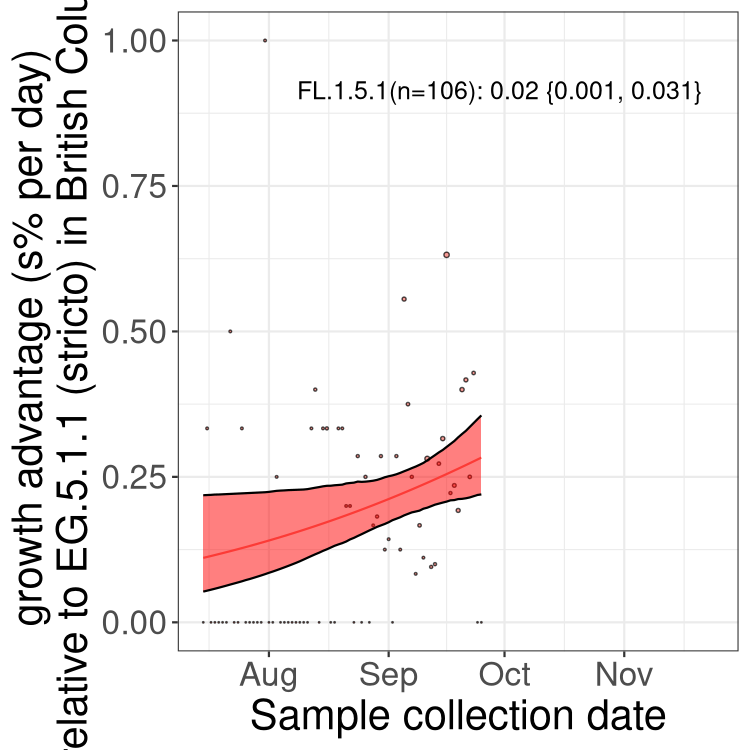 growth advantage (s% per day)
relative to EG.5.1.1 (stricto) in British
1.00
0.75
0.50
0.25
0.00
FL.1.5.1(n=106): 0.02 {0.001, 0.031}
Aug Sep Oct Nov
Sample collection date